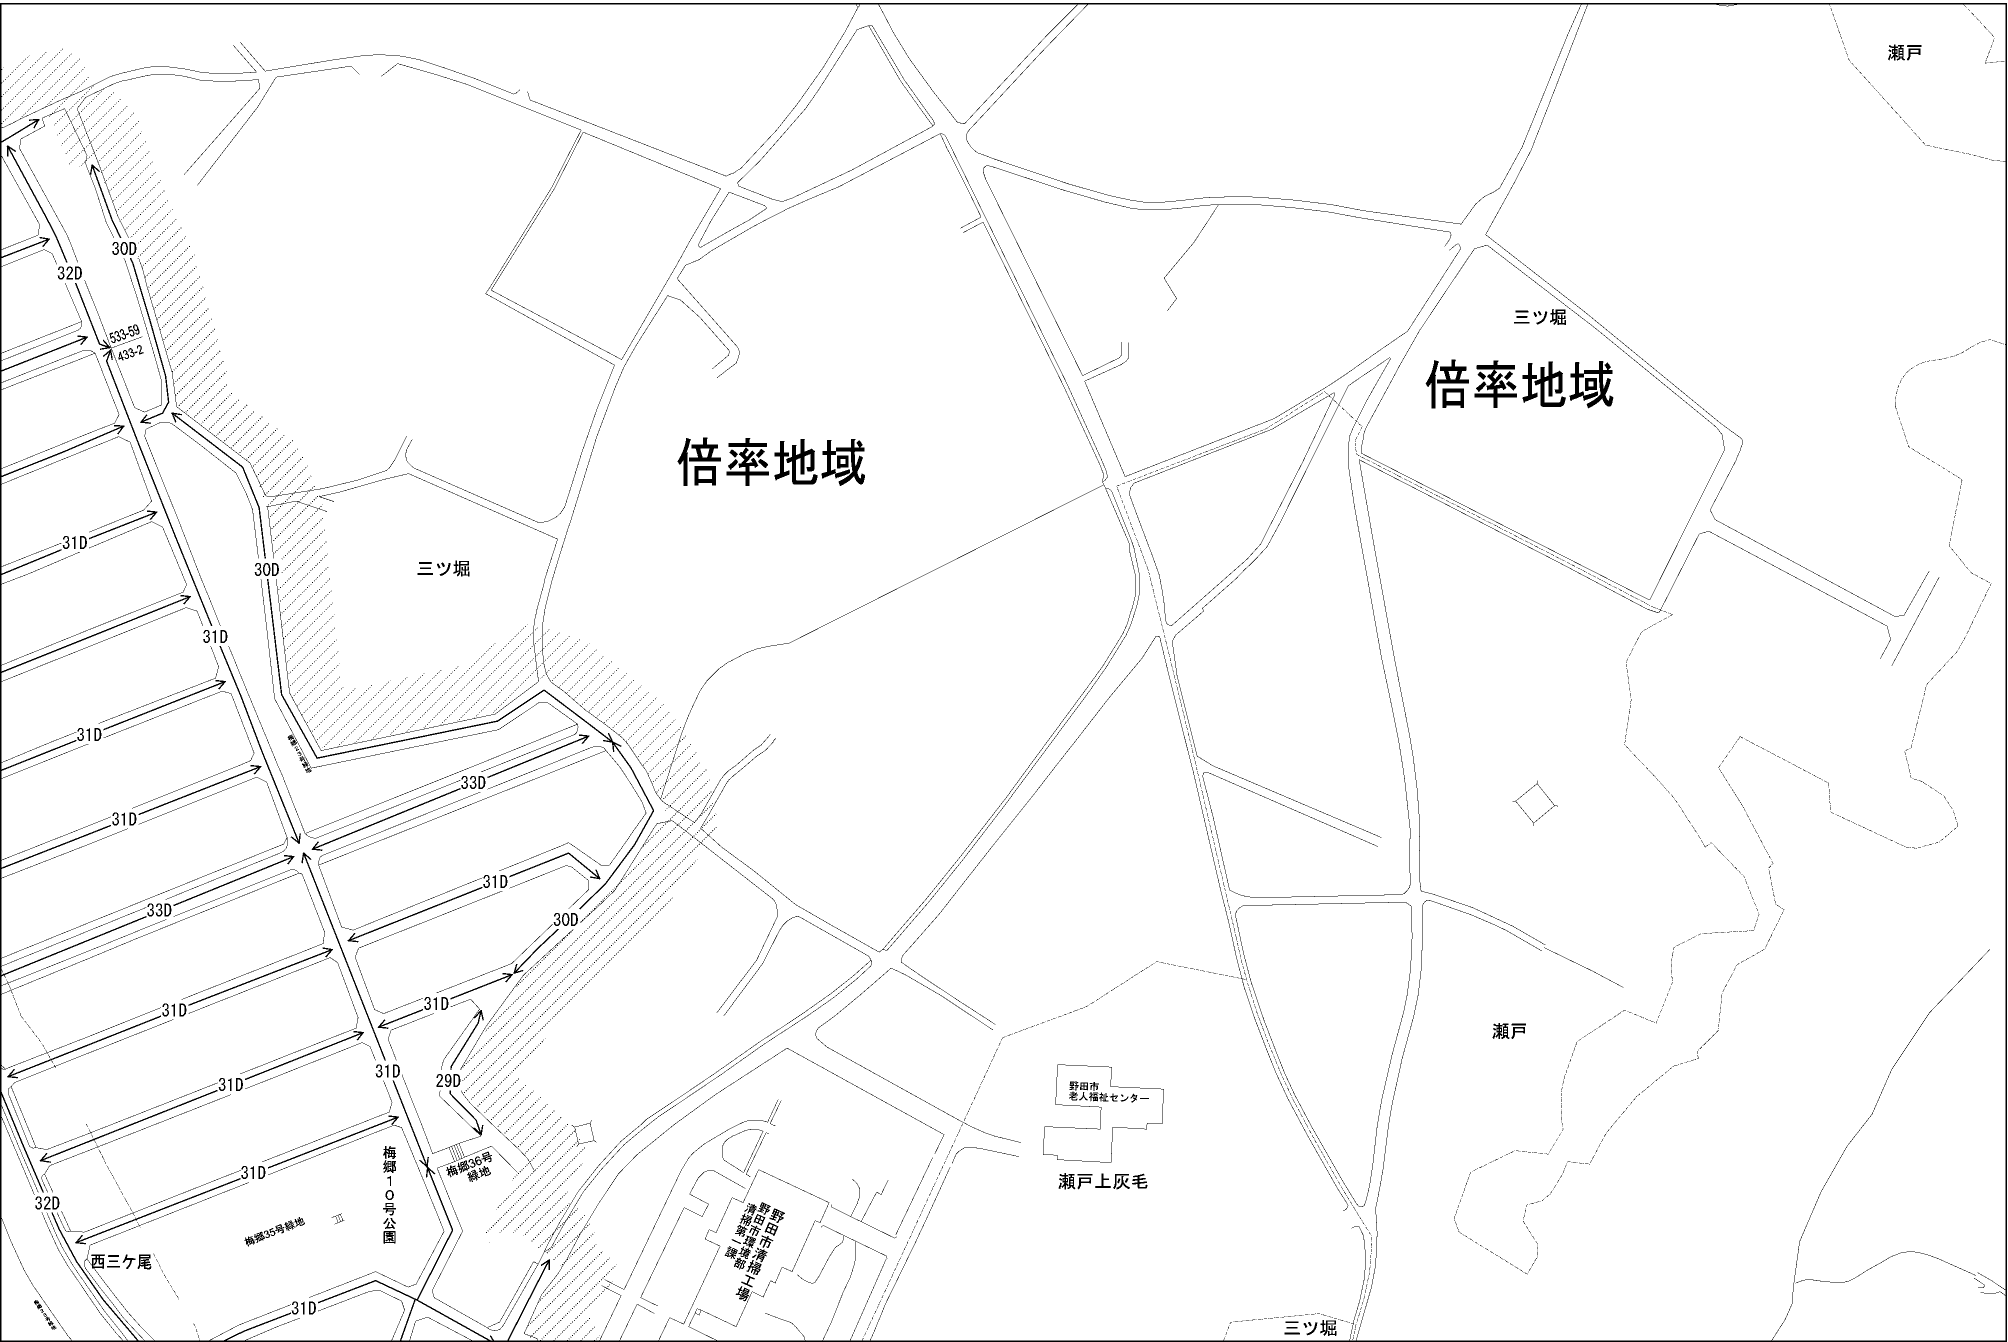 瀬戸
30D
32D
533-59
433-2
三ツ堀
倍率地域
倍率地域
31D
30D
三ツ堀
31D
31D
33D
31D
31D
33D
30D
31D
31D
瀬戸
31D
29D
31D
野田市
老人福祉センター
31D
梅郷10号公園
梅郷36号
緑地
瀬戸上灰毛
32D
梅郷35号緑地
野田市清掃工場
野田市環境部
清掃第一課
西三ケ尾
31D
三ツ堀